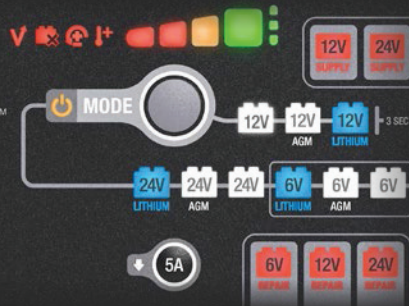 V
12V 24V
SUPPLY SUPPLY
MODE
12V 12V 12V
AGM LITHIUM
3 SEC
24V 24V 24V 6V 6V 6V
LITHIUM AGM LITHIUM AGM
5A
6V 12V 24V
REPAIR REPAIR REPAIR